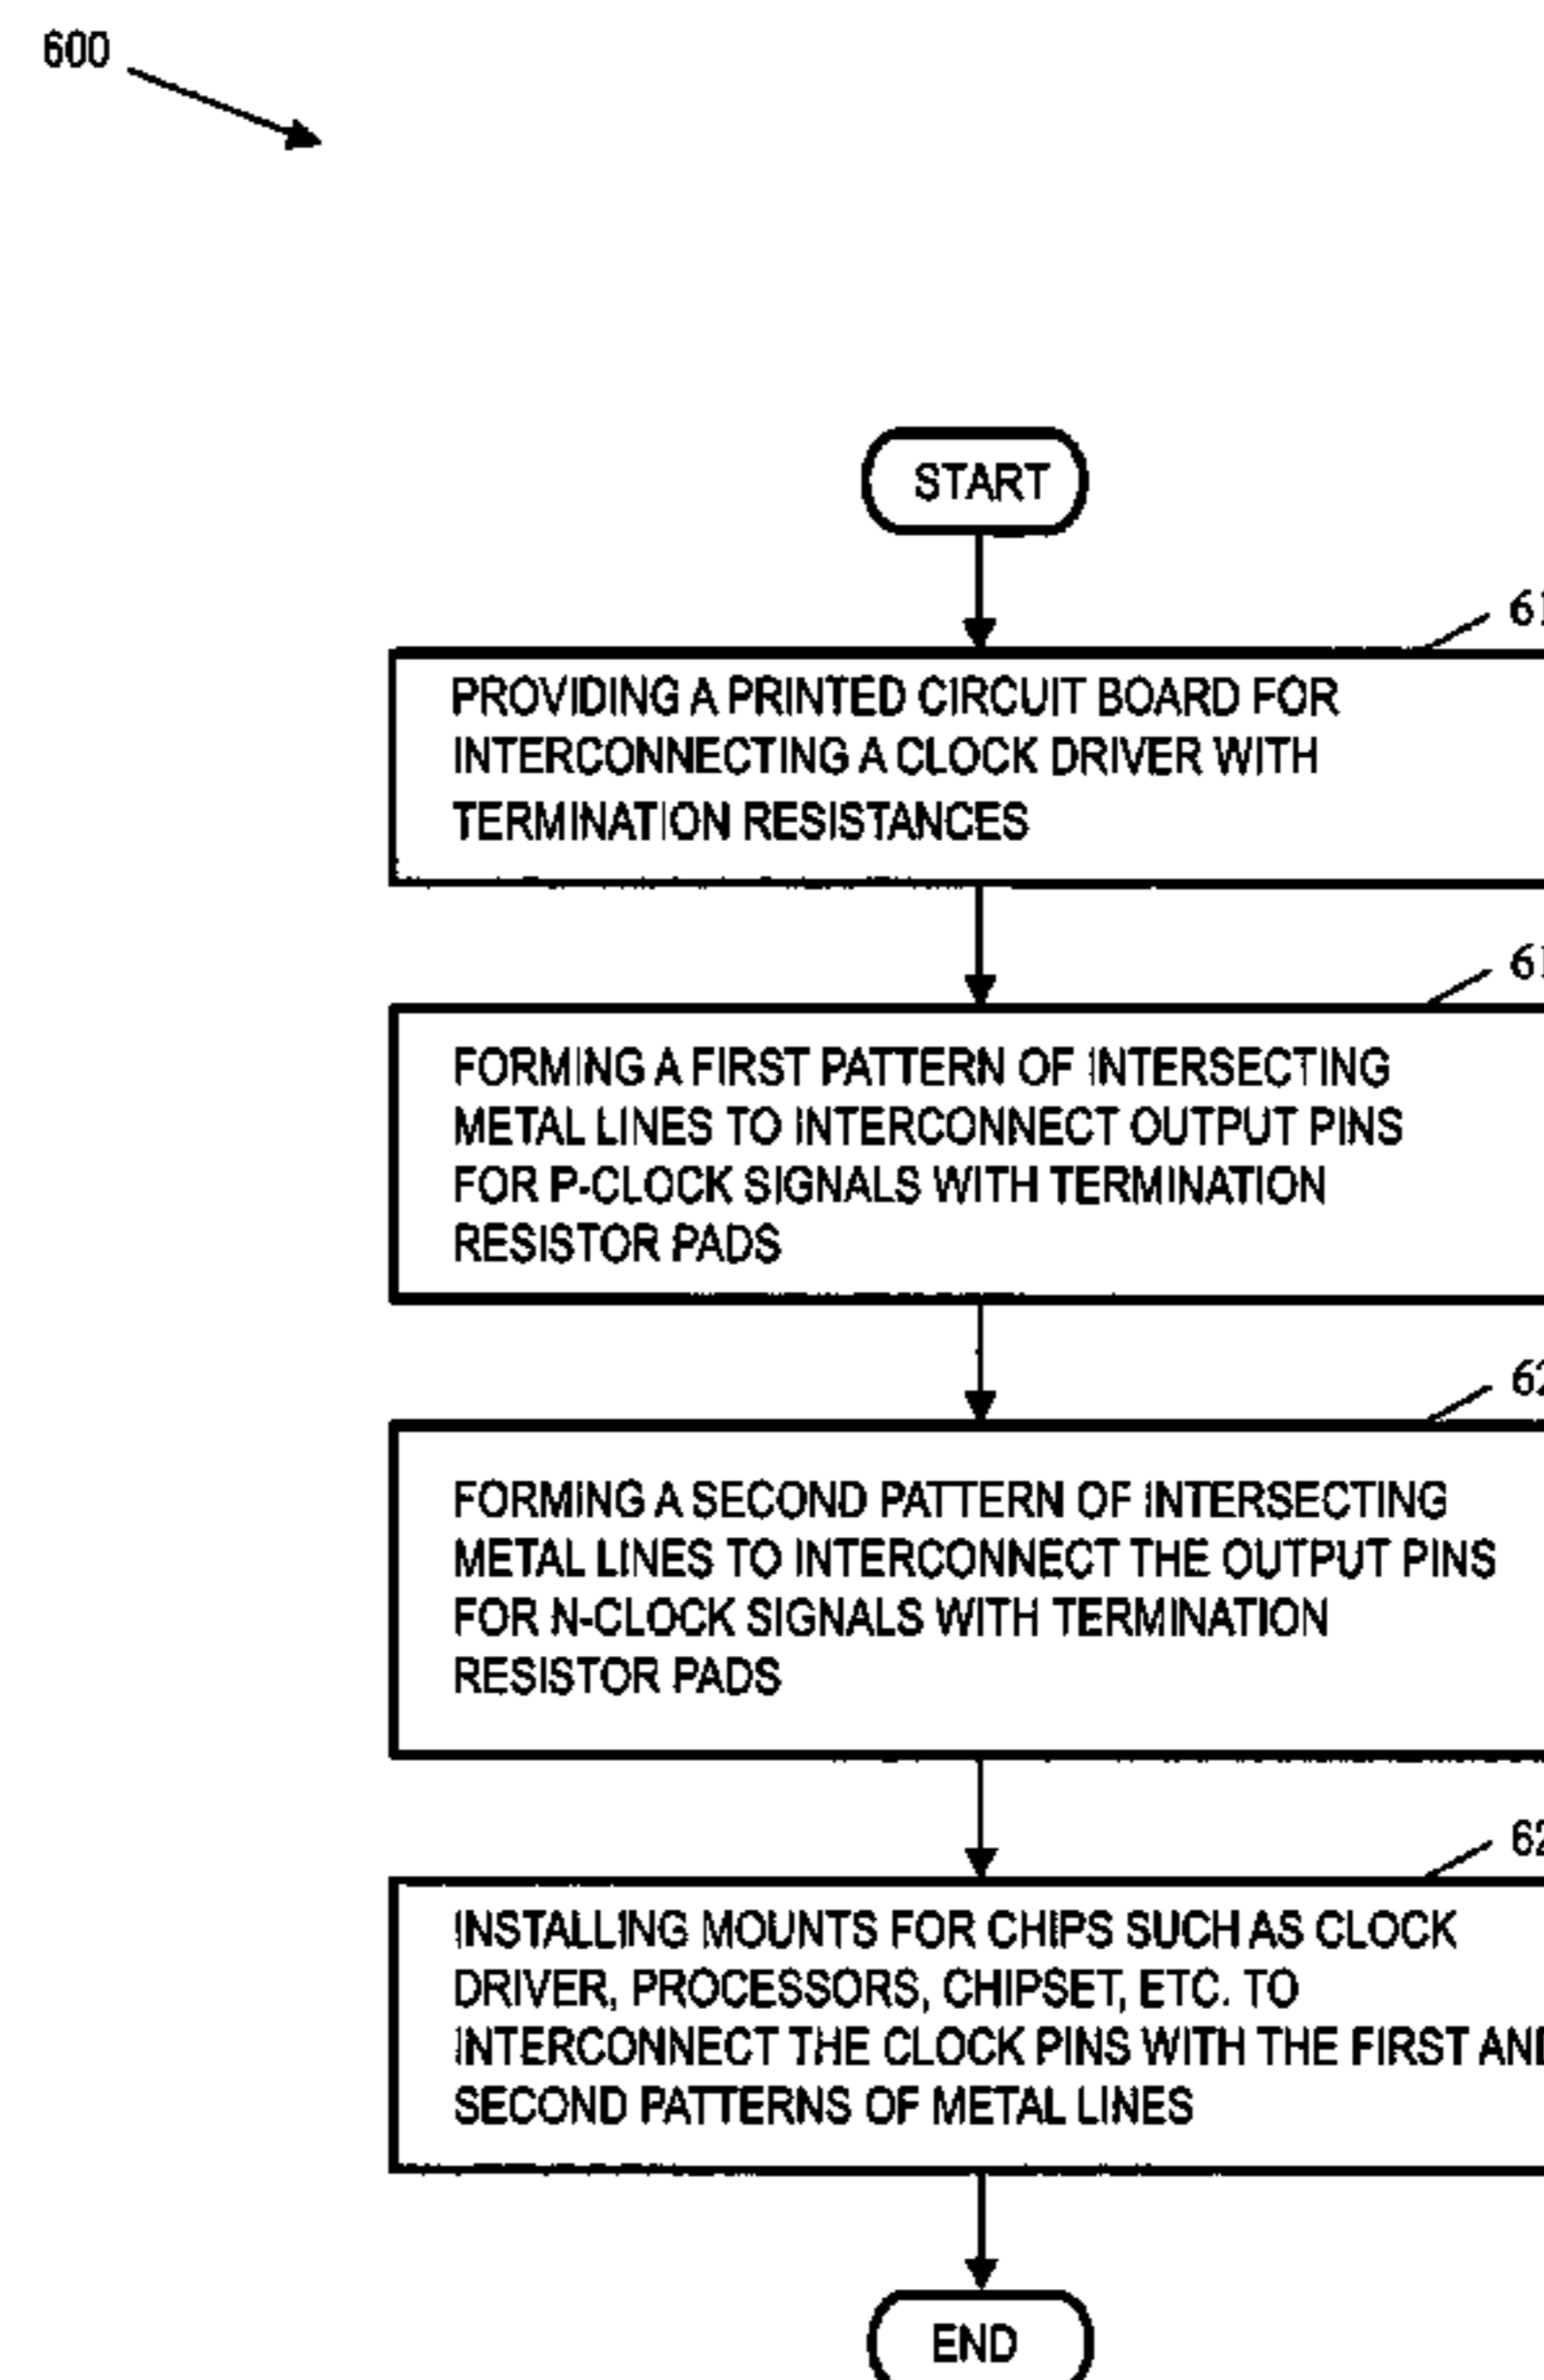 600
START
PROVIDING A PRINTED CIRCUIT BOARD FOR
INTERCONNECTING A CLOCK DRIVER WITH
TERMINATION RESISTANCES
FORMING A FIRST PATTERN OF INTERSECTING
METAL LINES TO INTERCONNECT OUTPUT PINS
FOR P-CLOCK SIGNALS WITH TERMINATION
RESISTOR PADS
FORMING A SECOND PATTERN OF INTERSECTING
METAL LINES TO INTERCONNECT THE OUTPUT PINS
FOR N-CLOCK SIGNALS WITH TERMINATION
RESISTOR PADS
INSTALLING MOUNTS FOR CHIPS SUCH AS CLOCK
DRIVER, PROCESSORS, CHIPSET, ETC. TO
INTERCONNECT THE CLOCK PINS WITH THE FIRST AND
SECOND PATTERNS OF METAL LINES
END